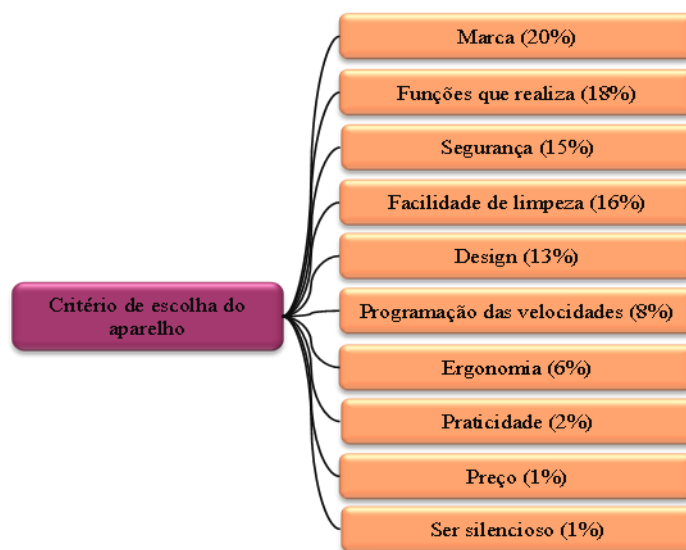 Marca (20%)
Funções que realiza (18%)
Segurança (15%)
Facilidade de limpeza (16%)
Design (13%)
Critério de escolha do
aparelho
Programação das velocidades (8%)
Ergonomia (6%)
Praticidade (2%)
Preço (1%)
Ser silencioso (1%)